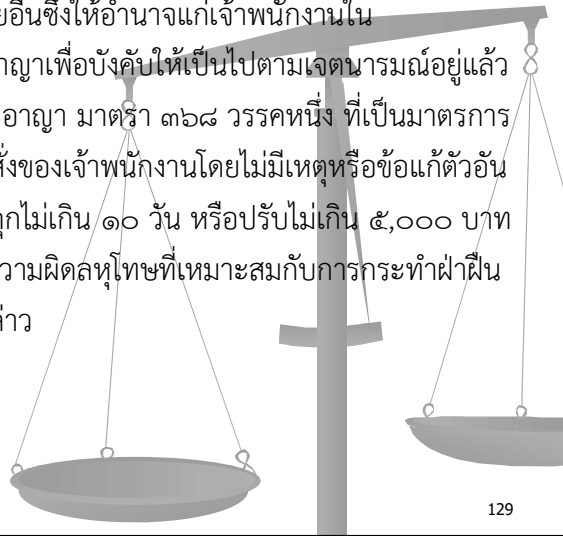 ยอื่นซึ่งให้อำนาจแก่เจ้าพนักงานใน
าญาเพื่อบังคับให้เป็นไปตามเจตนารมณ์อยู่แล้ว
อาญา มาตรา ๓๖๘ วรรคหนึ่ง ที่เป็นมาตรการ
สั่งของเจ้าพนักงานโดยไม่มีเหตุหรือข้อแก้ตัวอัน
ุกไม่เกิน ๑๐ วัน หรือปรับไม่เกิน ๕,๐๐๐ บาท
วามผิดลหุโทษที่เหมาะสมกับการกระทำฝ่าฝืน
ล่าว
129